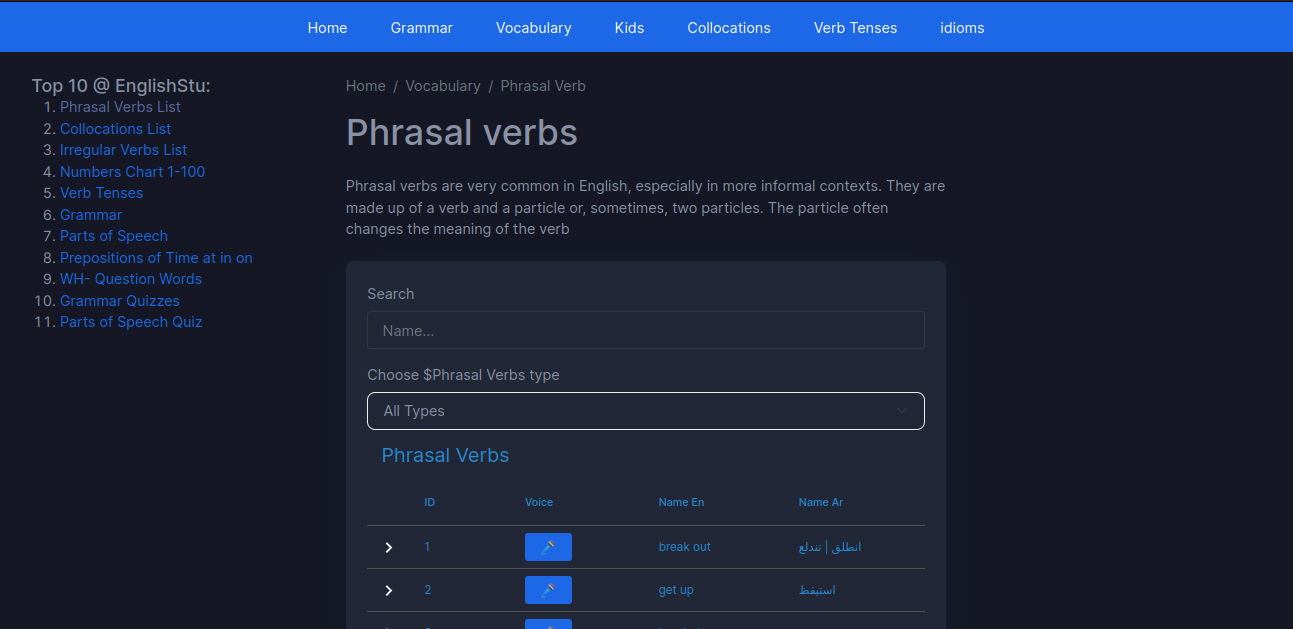 Home Grammar Vocabulary Kids Collocations Verb Tenses idioms
Top 10 @ EnglishStu:
1. Phrasal Verbs List
2. Collocations List
3. Irregular Verbs List
4. Numbers Chart 1-100
5. Verb Tenses
6. Grammar
7. Parts of Speech
8. Prepositions of Time at in on
9. WH- Question Words
10. Grammar Quizzes
11. Parts of Speech Quiz
Home / Vocabulary / Phrasal Verb
Phrasal verbs
Phrasal verbs are very common in English, especially in more informal contexts. They are
made up of a verb and a particle or, sometimes, two particles. The particle often
changes the meaning of the verb
Search
Name...
Choose $Phrasal Verbs type
All Types
Phrasal Verbs
ID Voice Name En Name Ar
1 break out انطلق | تندلع
2 get up استيقظ